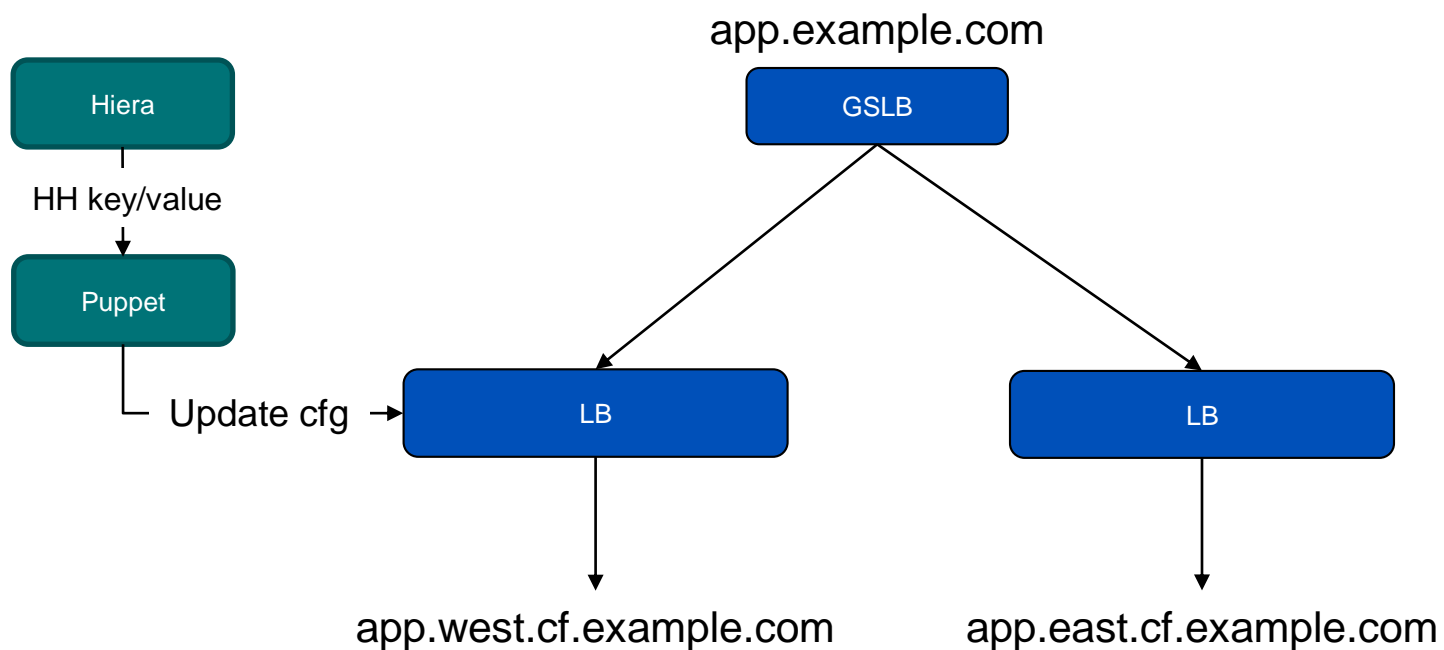 app.example.com
Hiera
GSLB
HH key/value
Puppet
Update cfg
LB
LB
app.west.cf.example.com
app.east.cf.example.com